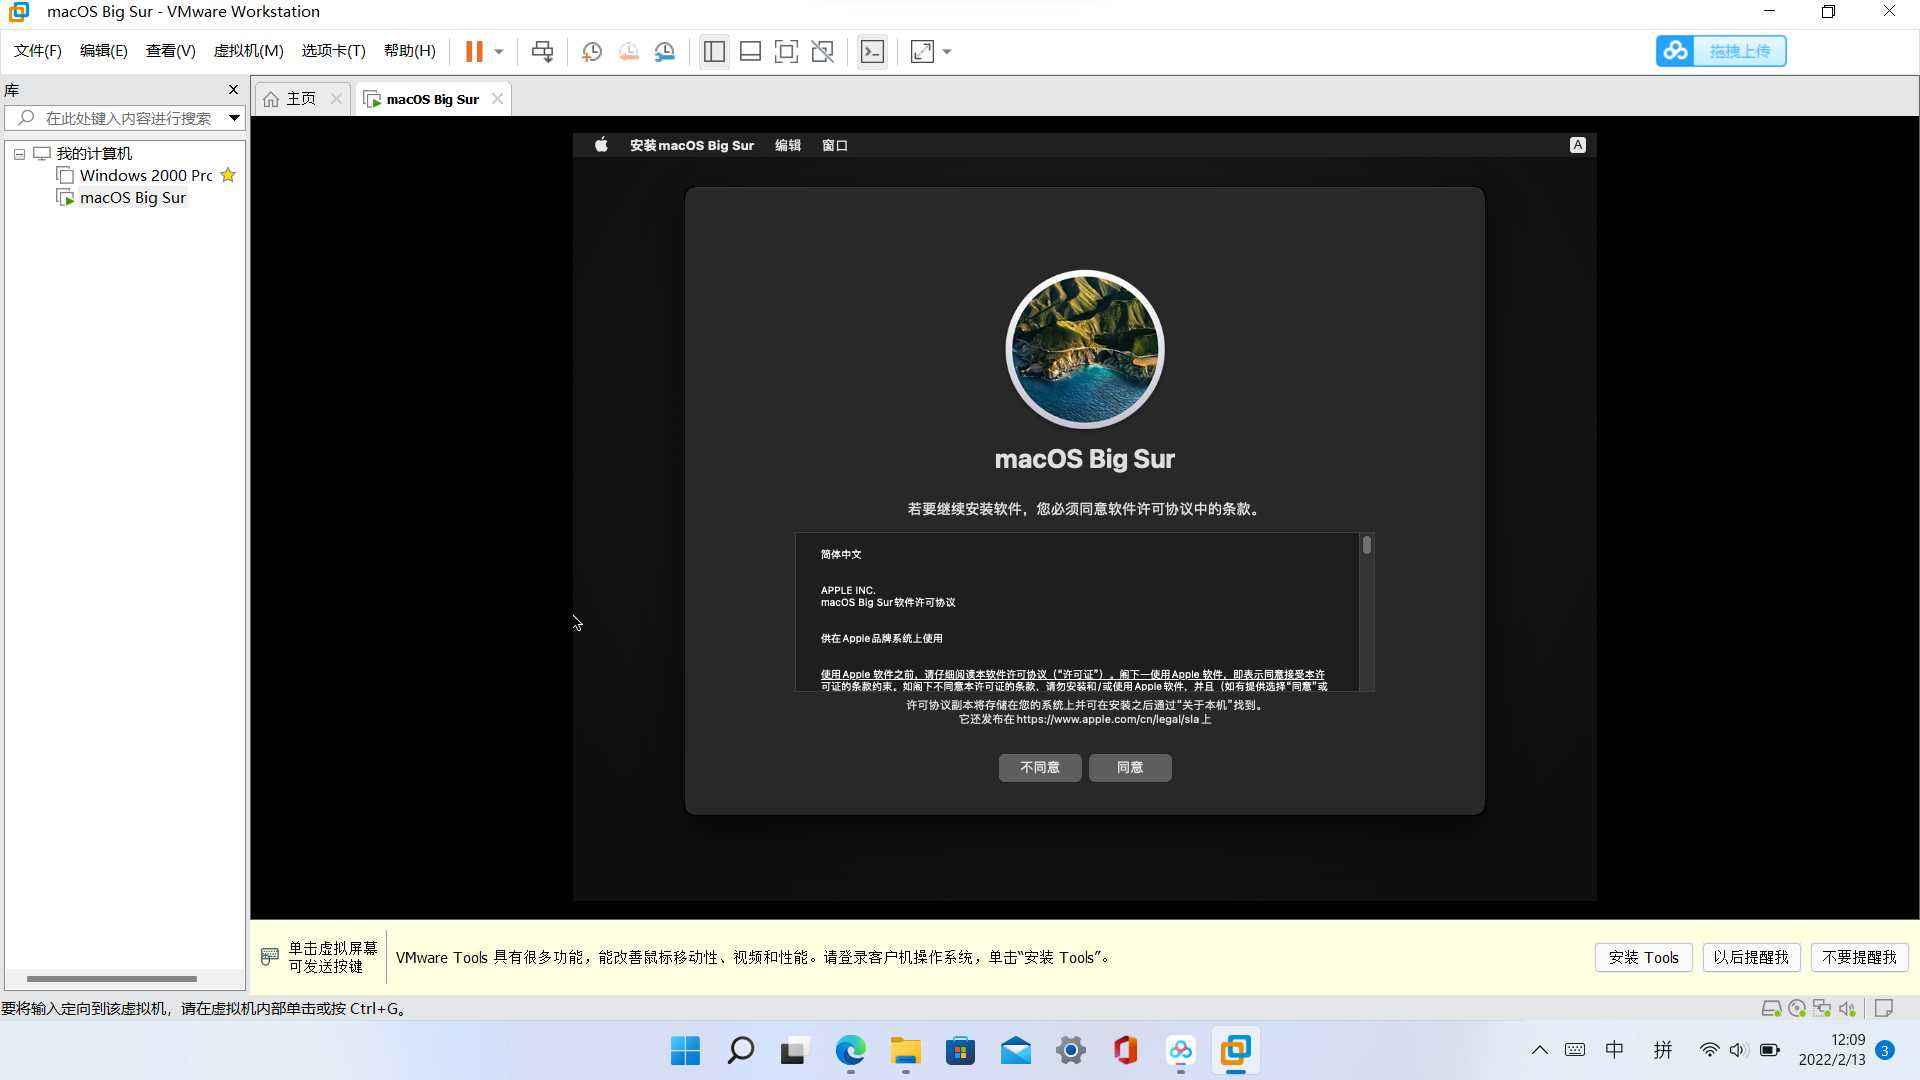 macOS Big Sur - VMware Workstation
文件(F) 编辑(E) 查看(V) 虚拟机(M) 选项卡(T) 帮助(H)
拖拽上传
库
主页
macOS Big Sur
在此处键入内容进行搜索
我的计算机
Windows 2000 Prc
macOS Big Sur
安装macOS Big Sur 编辑 窗口
A
macOS Big Sur
若要继续安装软件，您必须同意软件许可协议中的条款。
简体中文
APPLE INC.
macOS Big Sur软件许可协议
供在Apple品牌系统上使用
使用Apple 软件之前，请仔细阅读本软件许可协议（“许可证”）。阁下一使用Apple 软件，即表示同意接受本许
可证的条款约束。如阁下不同意本许可证的条款，请勿安装和/或使用Apple软件，并且（如有提供选择“同意”或
许可协议副本将存储在您的系统上并可在安装之后通过“关于本机”找到。
它还发布在https://www.apple.com/cn/legal/sla上
不同意 同意
单击虚拟屏幕
可发送按键
VMware Tools 具有很多功能，能改善鼠标移动性、视频和性能。请登录客户机操作系统，单击“安装 Tools”。
安装 Tools 以后提醒我 不要提醒我
要将输入定向到该虚拟机，请在虚拟机内部单击或按 Ctrl+G。
中 拼
12:09
2022/2/13
3